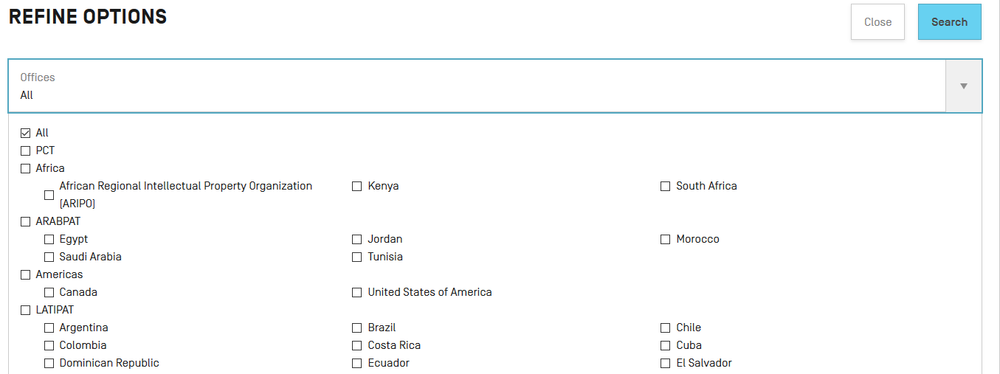 REFINE OPTIONS
Close
Search
Offices
All
All
PCT
Africa
African Regional Intellectual Property Organization
(ARIPO)
Kenya
South Africa
ARABPAT
Egypt
Jordan
Morocco
Saudi Arabia
Tunisia
Americas
Canada
United States of America
LATIPAT
Argentina
Brazil
Chile
Colombia
Costa Rica
Cuba
Dominican Republic
Ecuador
El Salvador